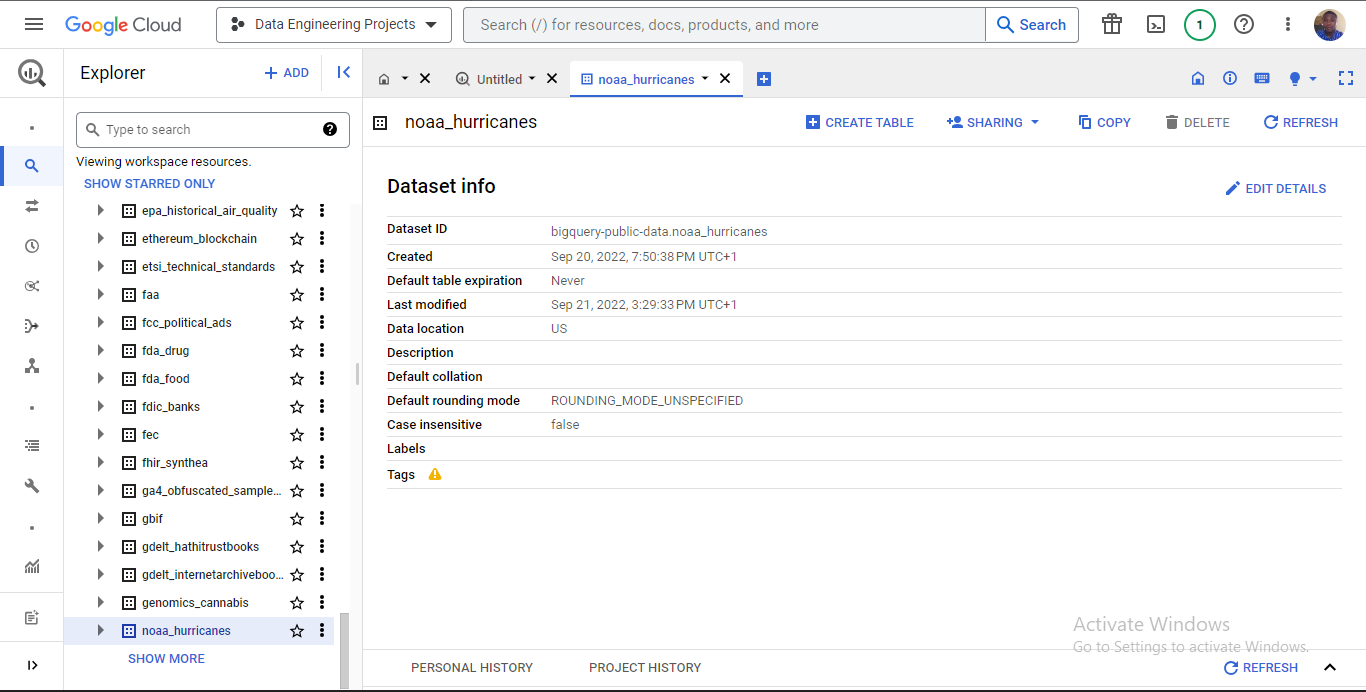 Google Cloud
Data Engineering Projects
Search (/) for resources, docs, products, and more
Search
1
Explorer
ADD
Untitled
noaa_hurricanes
Type to search
Viewing workspace resources.
SHOW STARRED ONLY
epa_historical_air_quality
ethereum_blockchain
etsi_technical_standards
faa
fcc_political_ads
fda_drug
fda_food
fdic_banks
fec
fhir_synthea
ga4_obfuscated_sample...
gbif
gdelt_hathitrustbooks
gdelt_internetarchiveboo...
genomics_cannabis
noaa_hurricanes
SHOW MORE
noaa_hurricanes
CREATE TABLE
SHARING
COPY
DELETE
REFRESH
Dataset info
EDIT DETAILS
Dataset ID bigquery-public-data.noaa_hurricanes
Created Sep 20, 2022, 7:50:38 PM UTC+1
Default table expiration Never
Last modified Sep 21, 2022, 3:29:33 PM UTC+1
Data location US
Description
Default collation
Default rounding mode ROUNDING_MODE_UNSPECIFIED
Case insensitive false
Labels
Tags
Activate Windows
Go to Settings to activate Windows.
PERSONAL HISTORY
PROJECT HISTORY
REFRESH